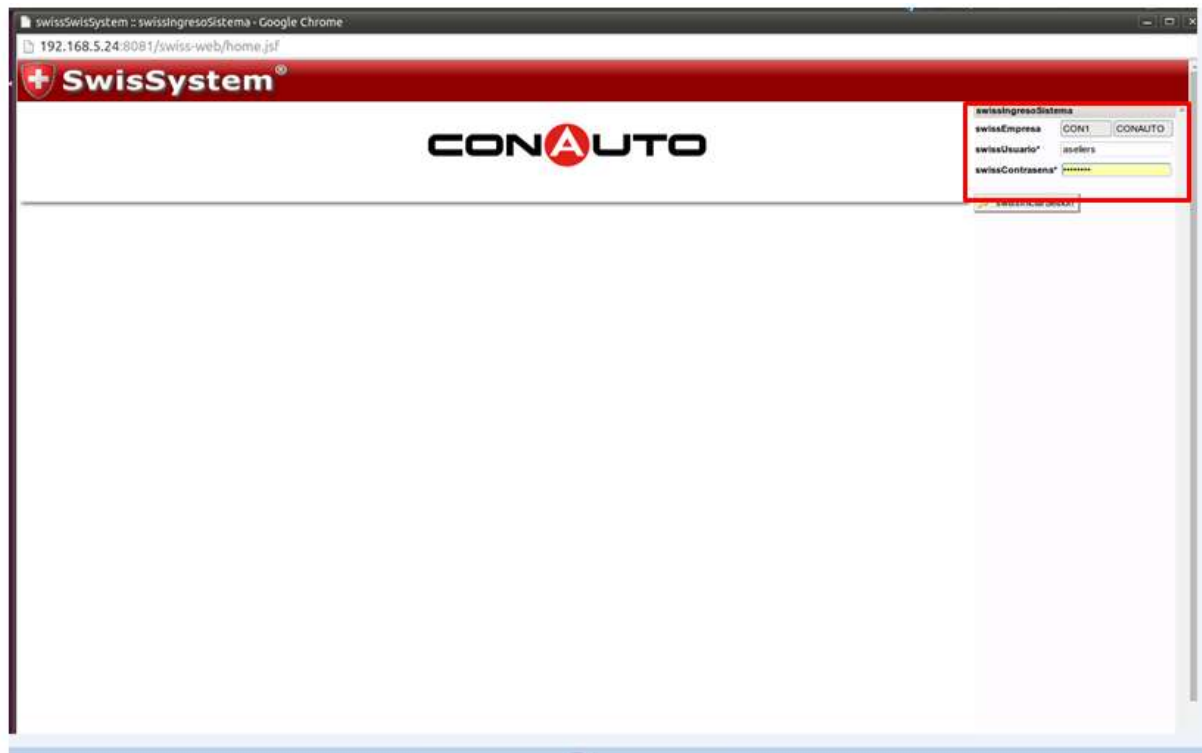 swissSwisSystem :: swissIngresoSistema - Google Chrome
192.168.5.24:8081/swiss-web/home.jsf
SwisSystem®
CONAUTO
swissIngresoSistema
swissEmpresa CON1 CONAUTO
swissUsuario* aselers
swissContrasena* ••••••••
swissIniciarSesion